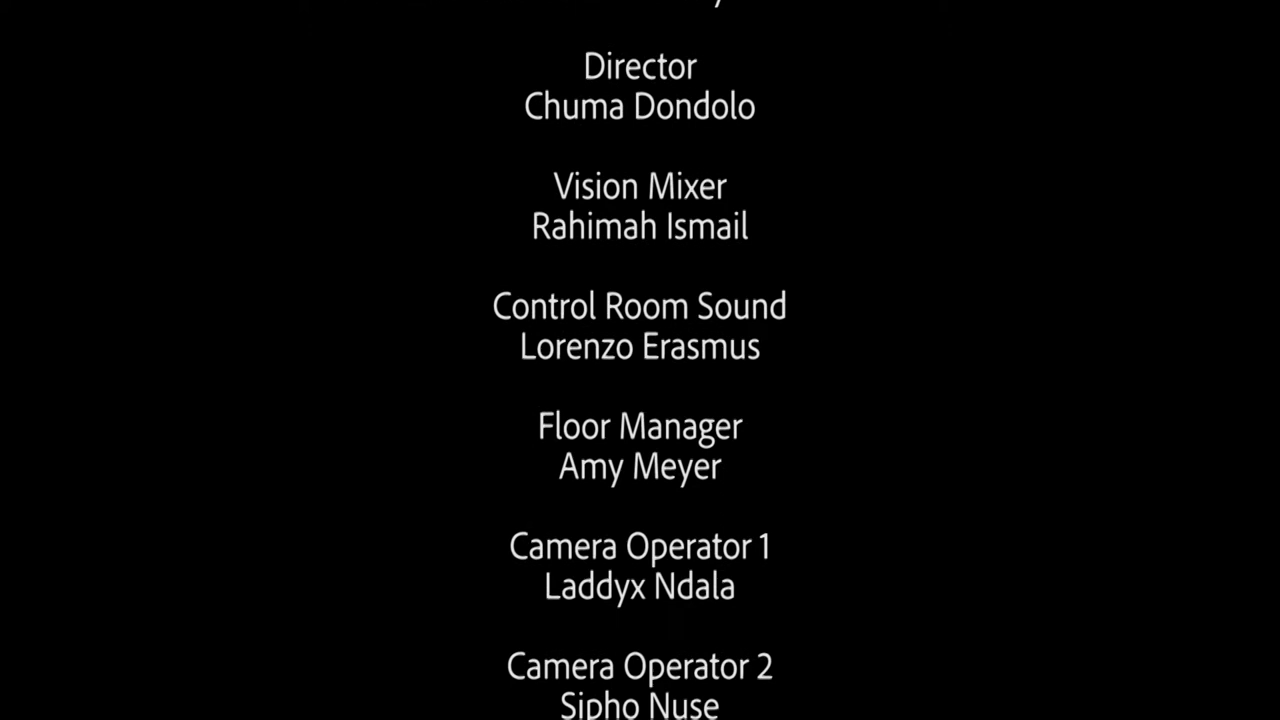 Director
Chuma Dondolo
Vision Mixer
Rahimah Ismail
Control Room Sound
Lorenzo Erasmus
Floor Manager
Amy Meyer
Camera Operator 1
Laddyx Ndala
Camera Operator 2
Sipho Nuse